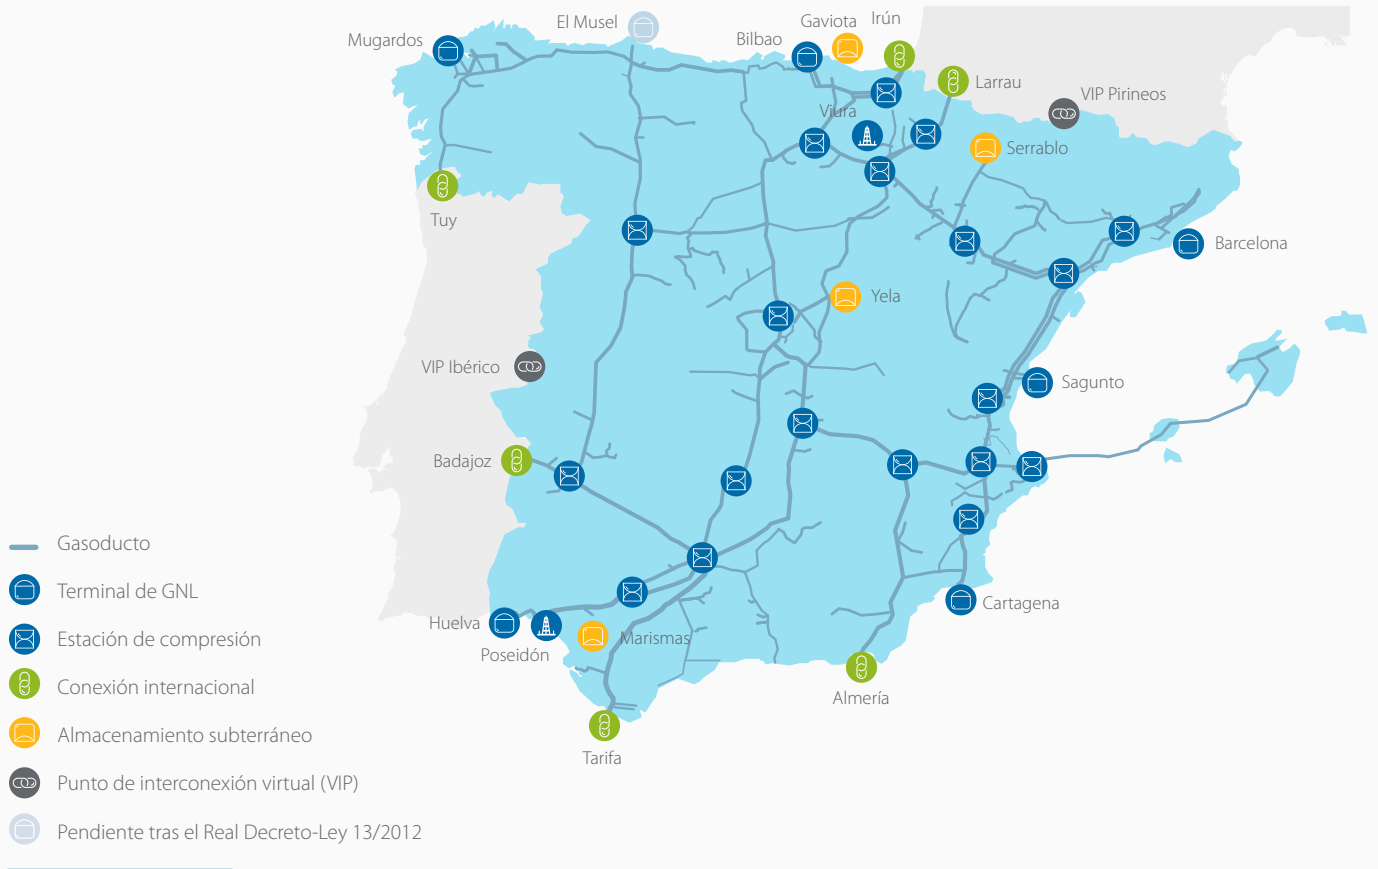 El Musel
Gaviota
Irún
Mugardos
Bilbao
Larrau
VIP Pirineos
Viura
Serrablo
Tuy
Barcelona
Yela
VIP Ibérico
Sagunto
Badajoz
Gasoducto
Terminal de GNL
Cartagena
Huelva
Marismas
Estación de compresión
Poseidón
Conexión internacional
Almería
Almacenamiento subterráneo
Tarifa
Punto de interconexión virtual (VIP)
Pendiente tras el Real Decreto-Ley 13/2012